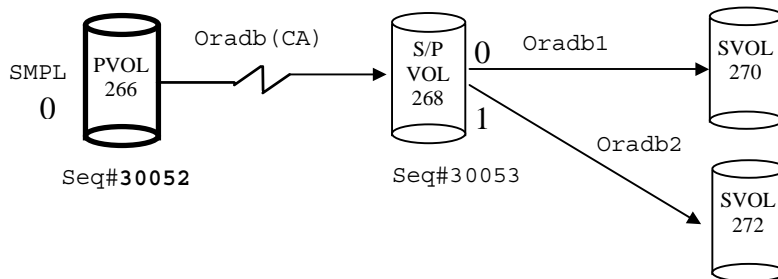 Oradb(CA)
SMPL
0
PVOL
266
S/P
VOL
268
0
1
Oradb1
SVOL
270
Oradb2
SVOL
272
Seq#30052
Seq#30053